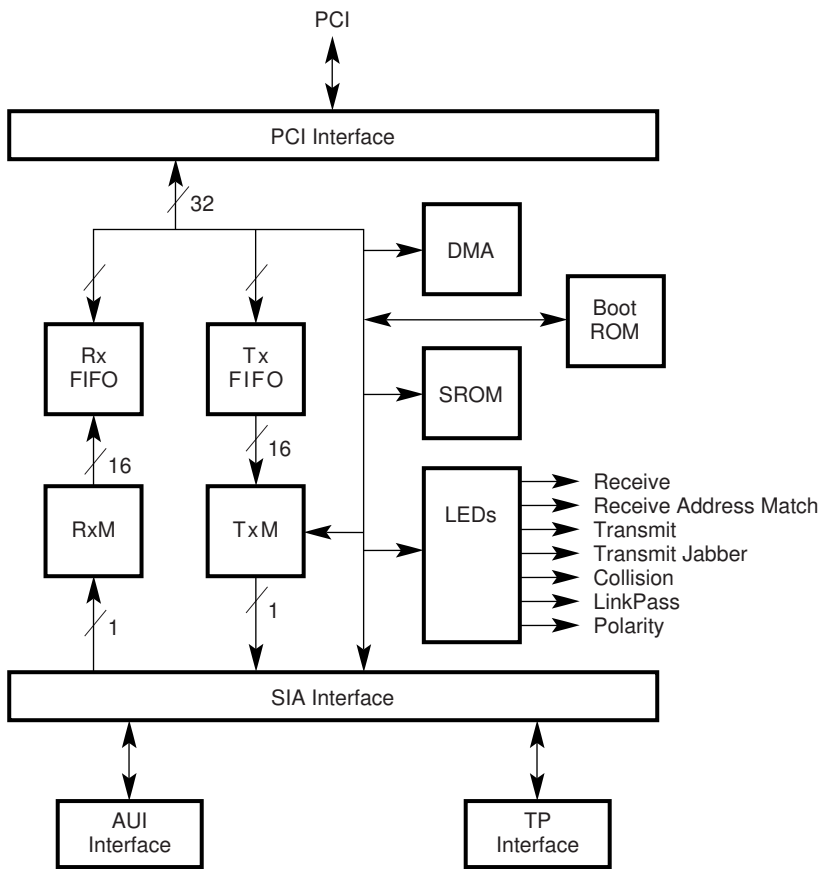 PCI
PCI Interface
32
DMA
Boot
ROM
Rx
FIFO
Tx
FIFO
SROM
16
16
RxM
TxM
LEDs
Receive
Receive Address Match
Transmit
Transmit Jabber
Collision
LinkPass
Polarity
1
1
SIA Interface
AUI
Interface
TP
Interface